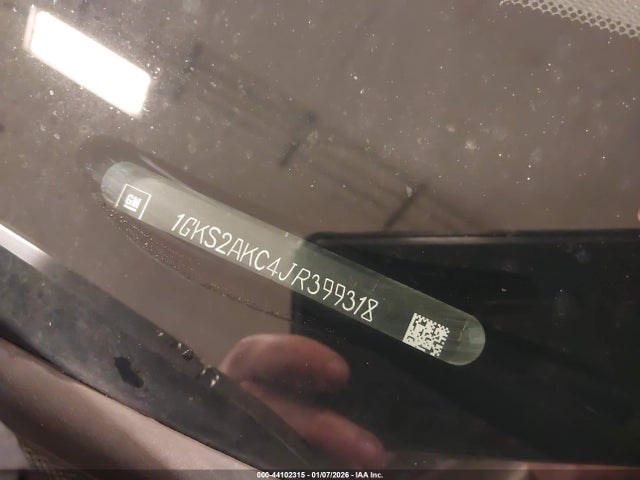 GM
1GKS2AKC4JR399318
000-44102315 - 01/07/2026 - IAA Inc.